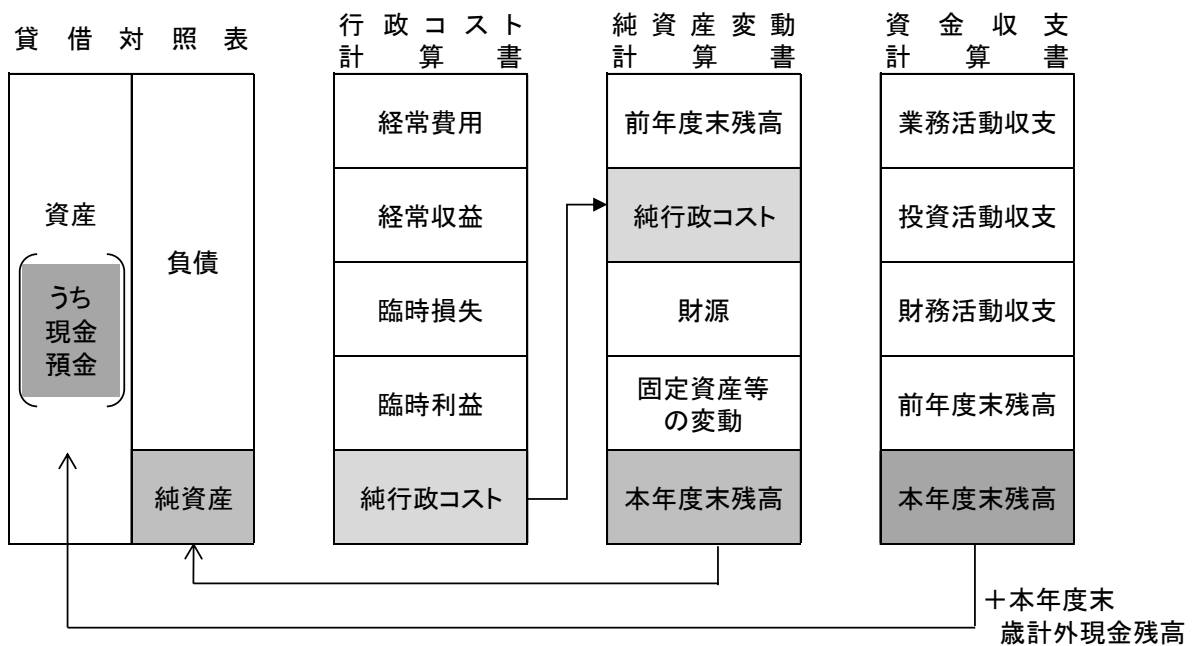 貸借対照表
資産
うち
現金
預金
負債
純資産
行政コスト
計算書
経常費用
経常収益
臨時損失
臨時利益
純行政コスト
純資産変動
計算書
前年度末残高
純行政コスト
財源
固定資産等
の変動
本年度末残高
資金収支
計算書
業務活動収支
投資活動収支
財務活動収支
前年度末残高
本年度末残高
＋本年度末
歳計外現金残高